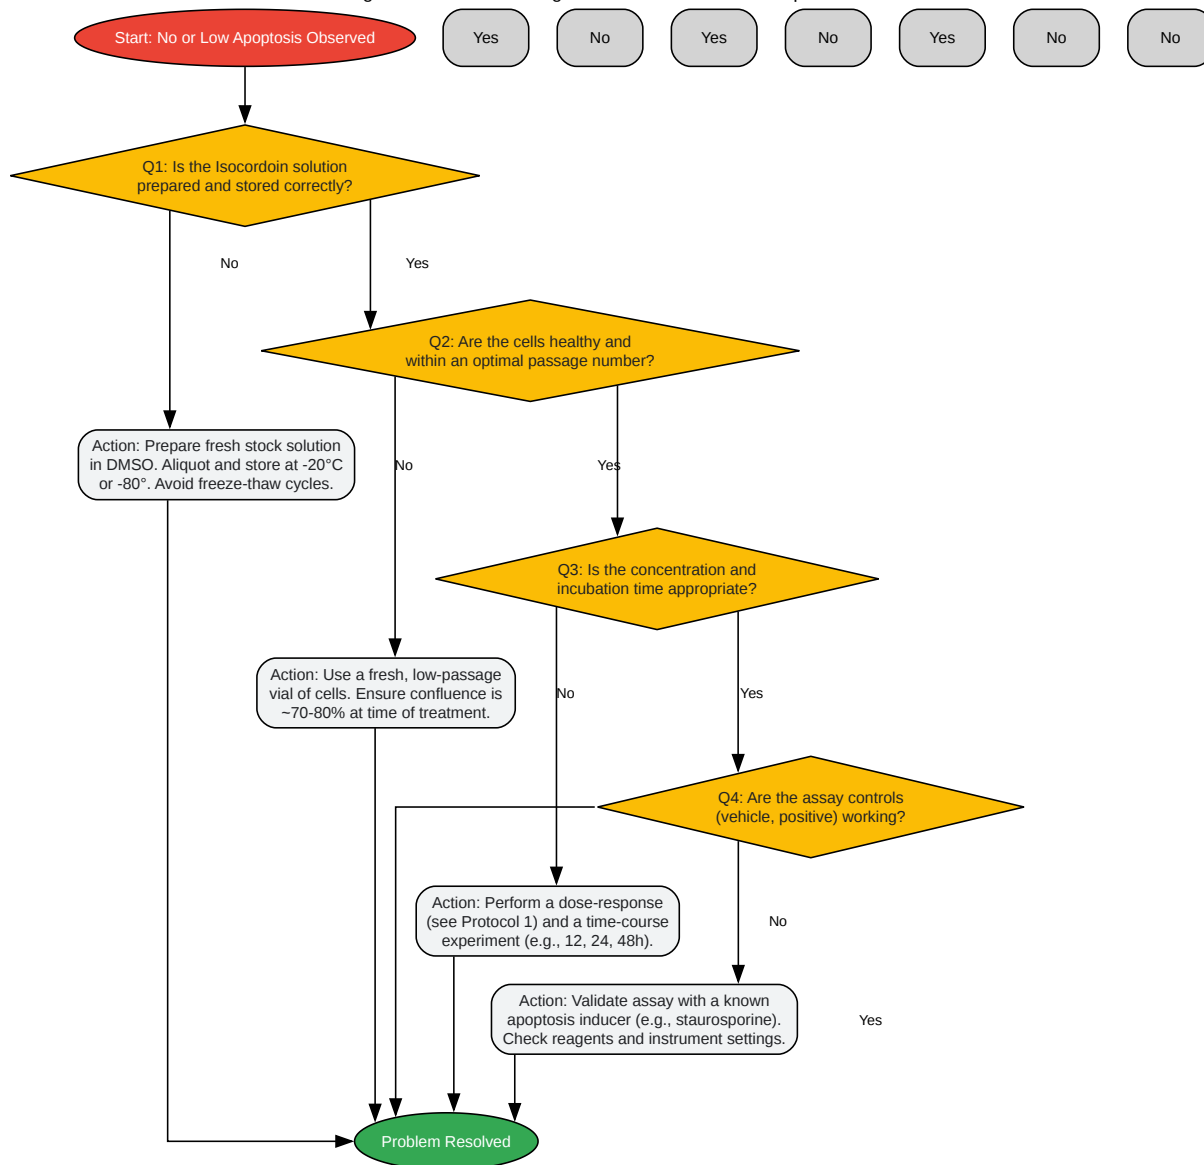 Start: No or Low Apoptosis Observed
Yes
No
Yes
No
Yes
No
No
Q1: Is the Isocordoin solution
prepared and stored correctly?
No
Yes
Q2: Are the cells healthy and
within an optimal passage number?
Action: Prepare fresh stock solution
in DMSO. Aliquot and store at -20°C
or -80°. Avoid freeze-thaw cycles.
No
Yes
Q3: Is the concentration and
incubation time appropriate?
Action: Use a fresh, low-passage
vial of cells. Ensure confluence is
~70-80% at time of treatment.
No
Yes
Q4: Are the assay controls
(vehicle, positive) working?
Action: Perform a dose-response
(see Protocol 1) and a time-course
experiment (e.g., 12, 24, 48h).
No
Action: Validate assay with a known
apoptosis inducer (e.g., staurosporine).
Check reagents and instrument settings.
Yes
Problem Resolved